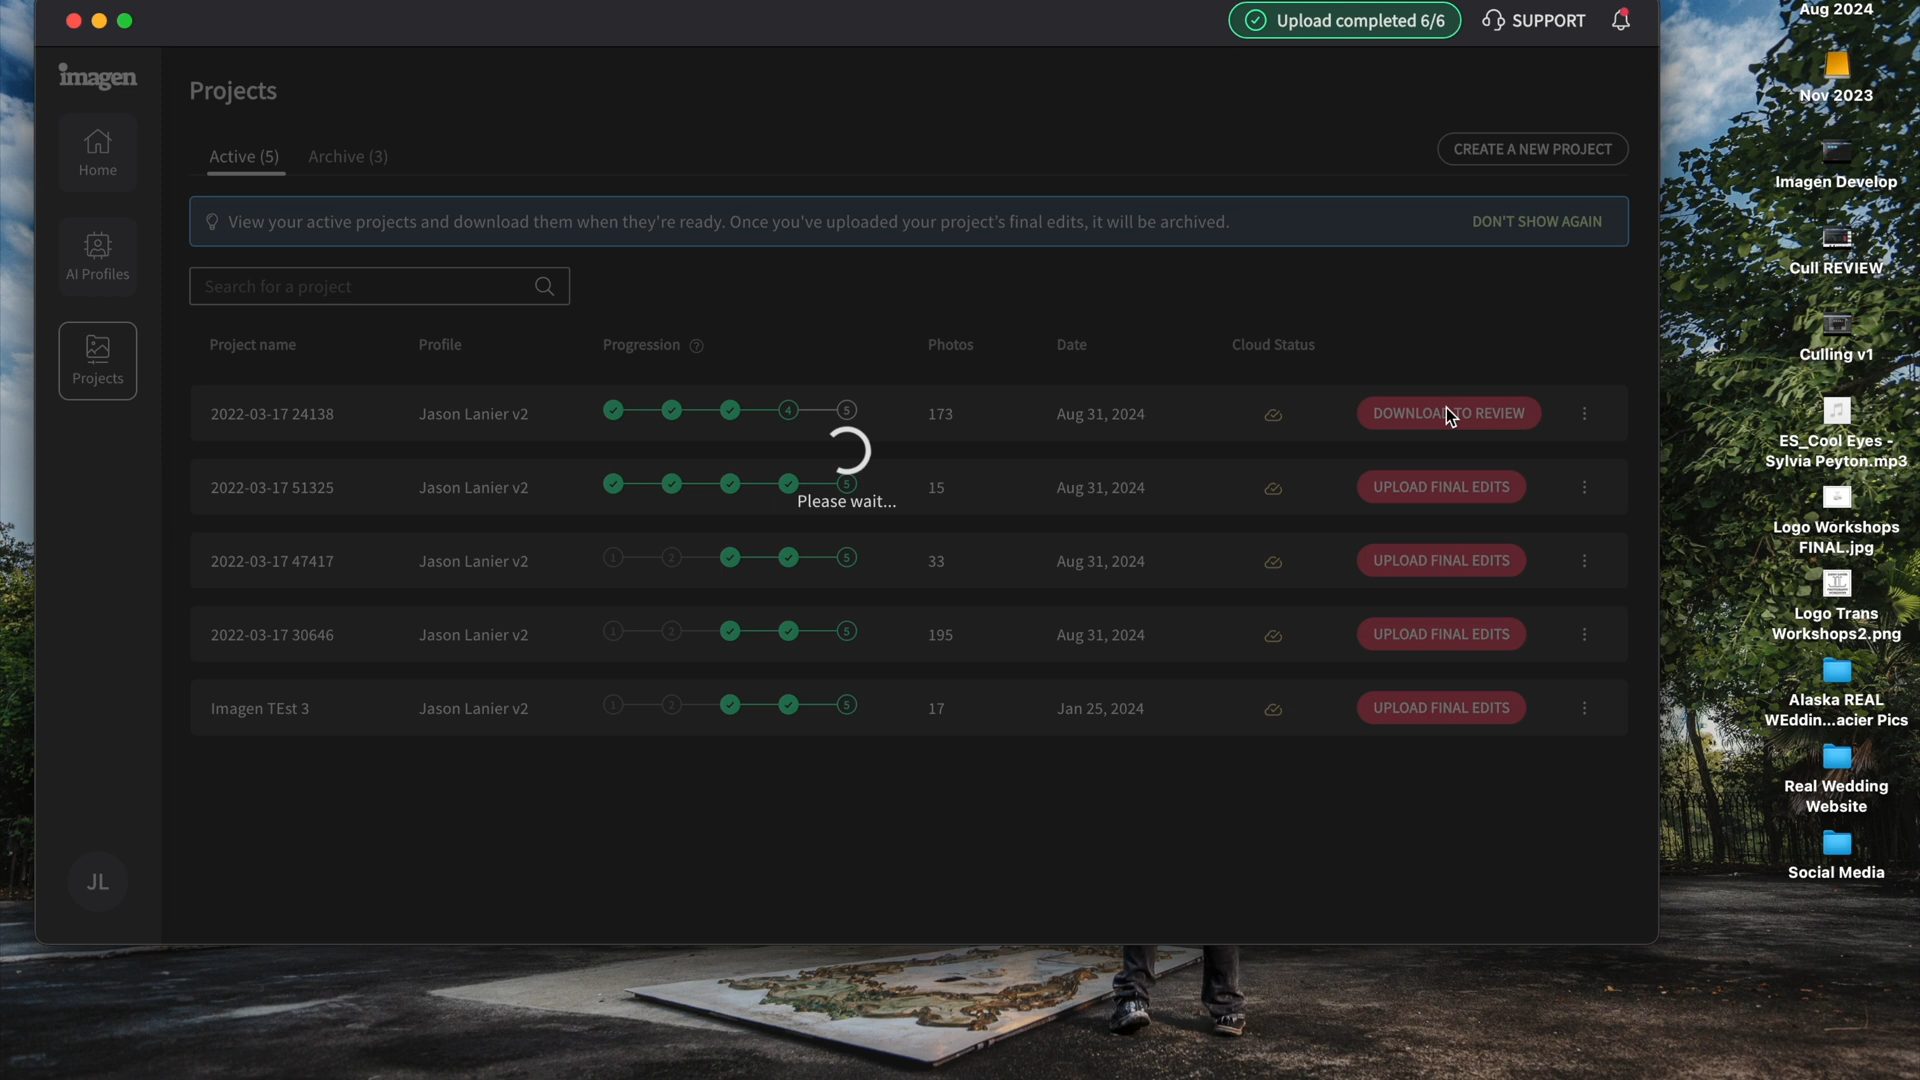 Upload completed 6/6
SUPPORT
imagen
Home
AI Profiles
Projects
JL
Projects
Active (5)
Archive (3)
CREATE A NEW PROJECT
View your active projects and download them when they're ready. Once you've uploaded your project's final edits, it will be archived.
DON'T SHOW AGAIN
Search for a project
Project name
Profile
Progression ?
Photos
Date
Cloud Status
2022-03-17 24138
Jason Lanier v2
4
5
173
Aug 31, 2024
DOWNLOAD TO REVIEW
2022-03-17 51325
Jason Lanier v2
5
15
Aug 31, 2024
UPLOAD FINAL EDITS
2022-03-17 47417
Jason Lanier v2
1
2
5
33
Aug 31, 2024
UPLOAD FINAL EDITS
2022-03-17 30646
Jason Lanier v2
1
2
5
195
Aug 31, 2024
UPLOAD FINAL EDITS
Imagen TEst 3
Jason Lanier v2
1
2
5
17
Jan 25, 2024
UPLOAD FINAL EDITS
Please wait...
Aug 2024
Nov 2023
Imagen Develop
Cull REVIEW
Culling v1
ES_Cool Eyes -
Sylvia Peyton.mp3
Logo Workshops
FINAL.jpg
Logo Trans
Workshops2.png
Alaska REAL
WEddin...acier Pics
Real Wedding
Website
Social Media